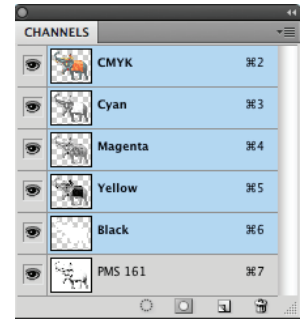 CHANNELS
CMYK ⌘2
Cyan ⌘3
Magenta ⌘4
Yellow ⌘5
Black ⌘6
PMS 161 ⌘7